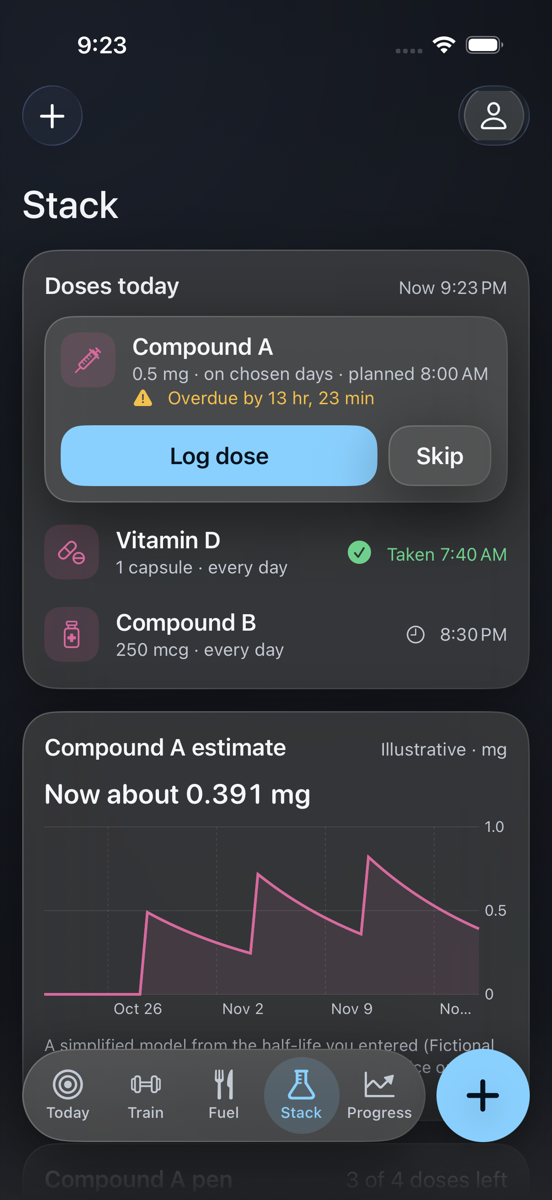 9:23
Stack
Doses today
Now 9:23 PM
Compound A
0.5 mg · on chosen days · planned 8:00 AM
Overdue by 13 hr, 23 min
Log dose
Skip
Vitamin D
1 capsule · every day
Taken 7:40 AM
Compound B
250 mcg · every day
8:30 PM
Compound A estimate
Illustrative · mg
Now about 0.391 mg
1.0
0.5
0
Oct 26
Nov 2
Nov 9
No...
A simplified model from the half-life you entered (Fictional
Today
Train
Fuel
Stack
Progress
Compound A pen
3 of 4 doses left